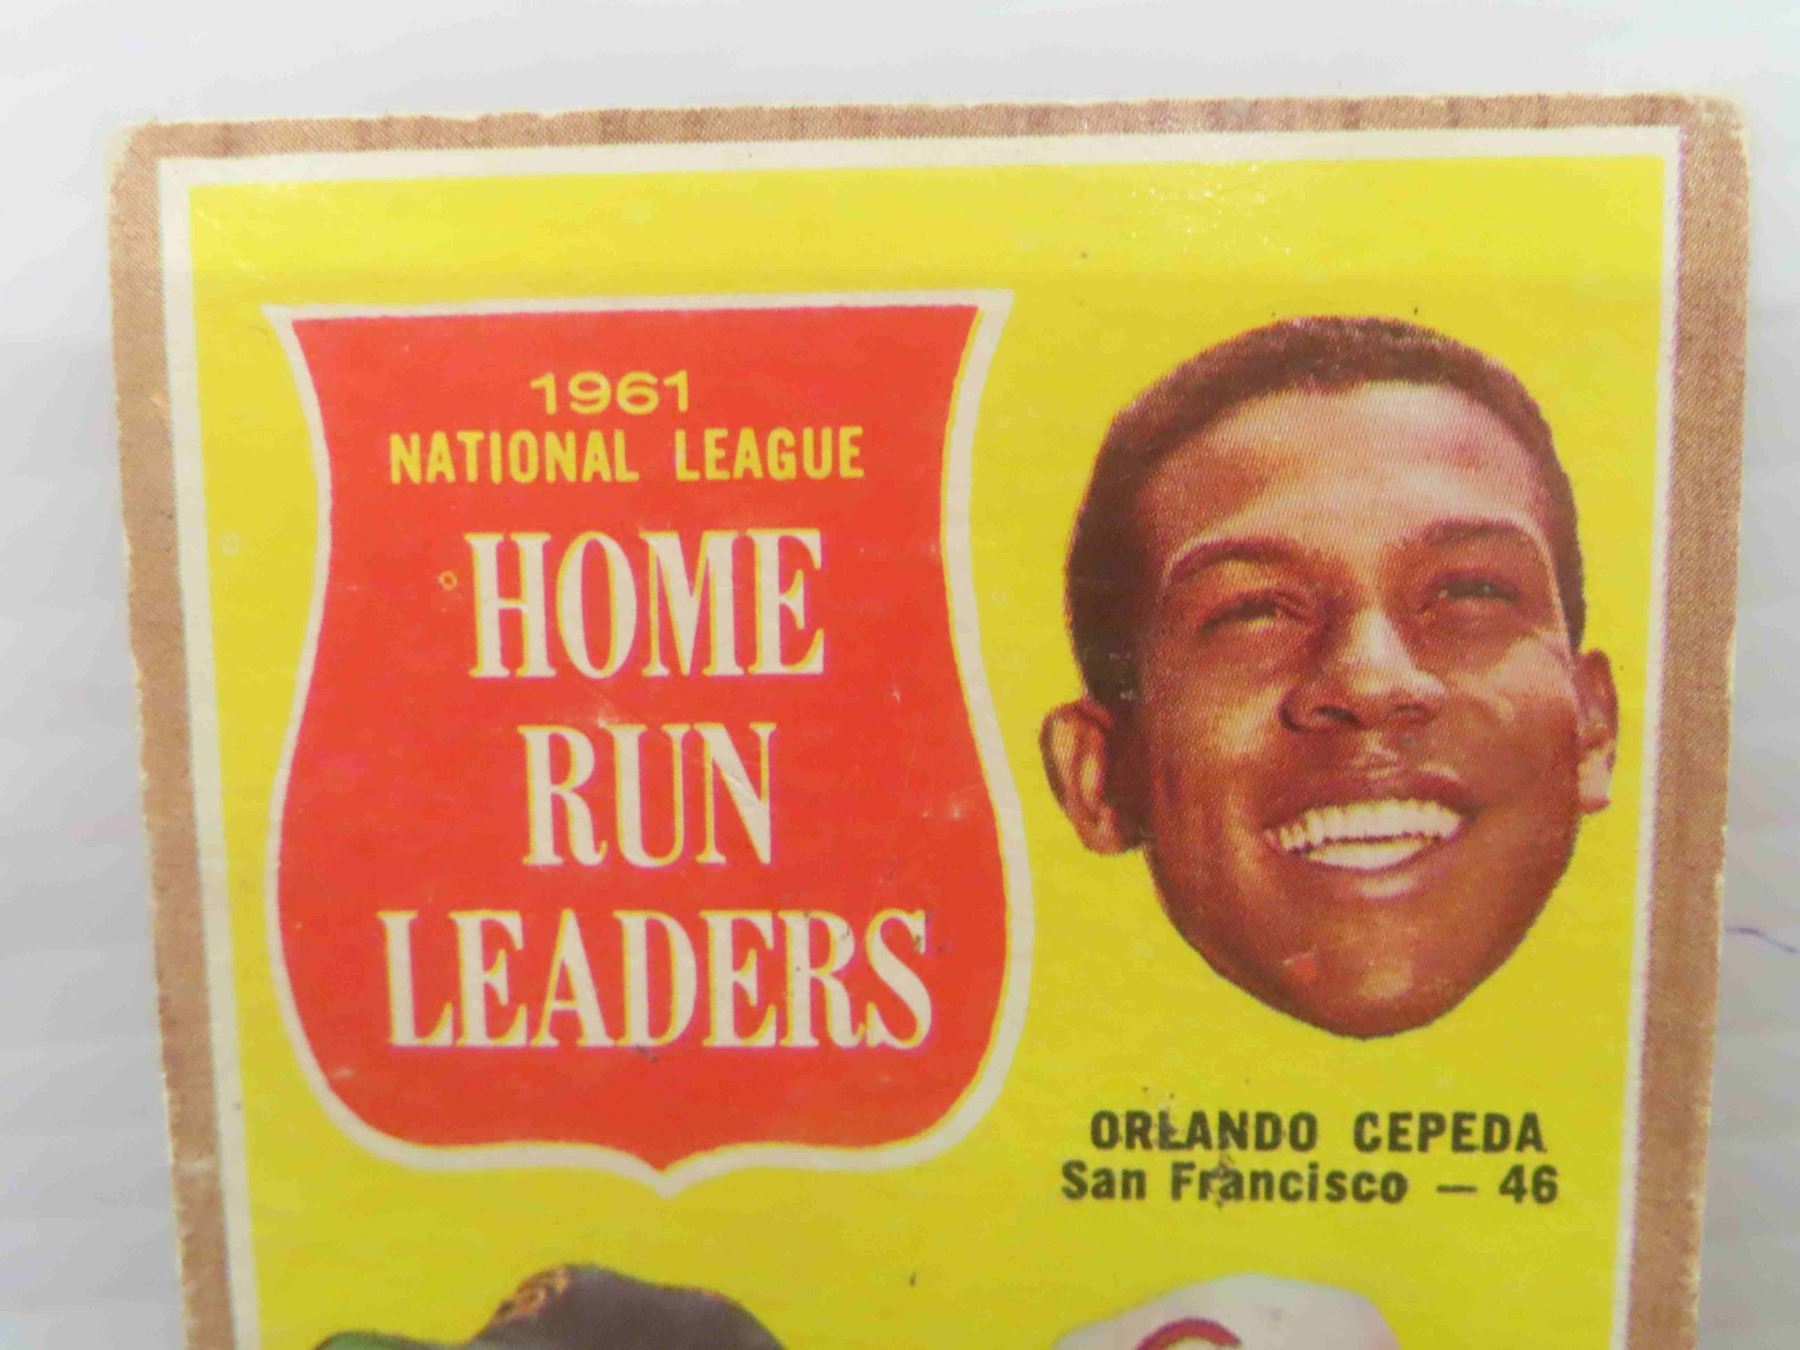 1961
NATIONAL LEAGUE
HOME
RUN
LEADERS
ORLANDO CEPEDA
San Francisco — 46